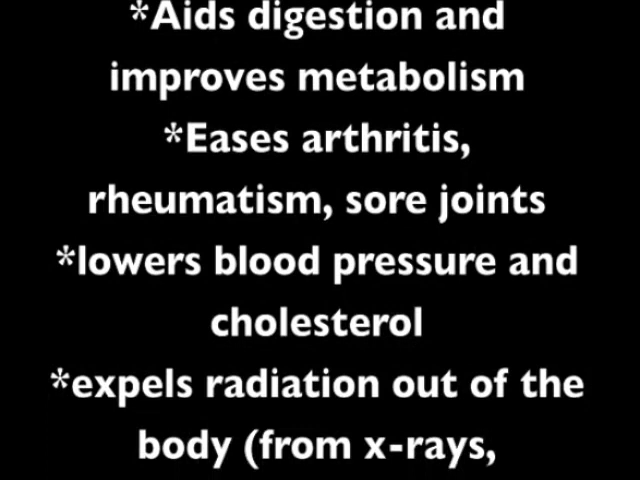 *Aids digestion and
improves metabolism
*Eases arthritis,
rheumatism, sore joints
*lowers blood pressure and
cholesterol
*expels radiation out of the
body (from x-rays,